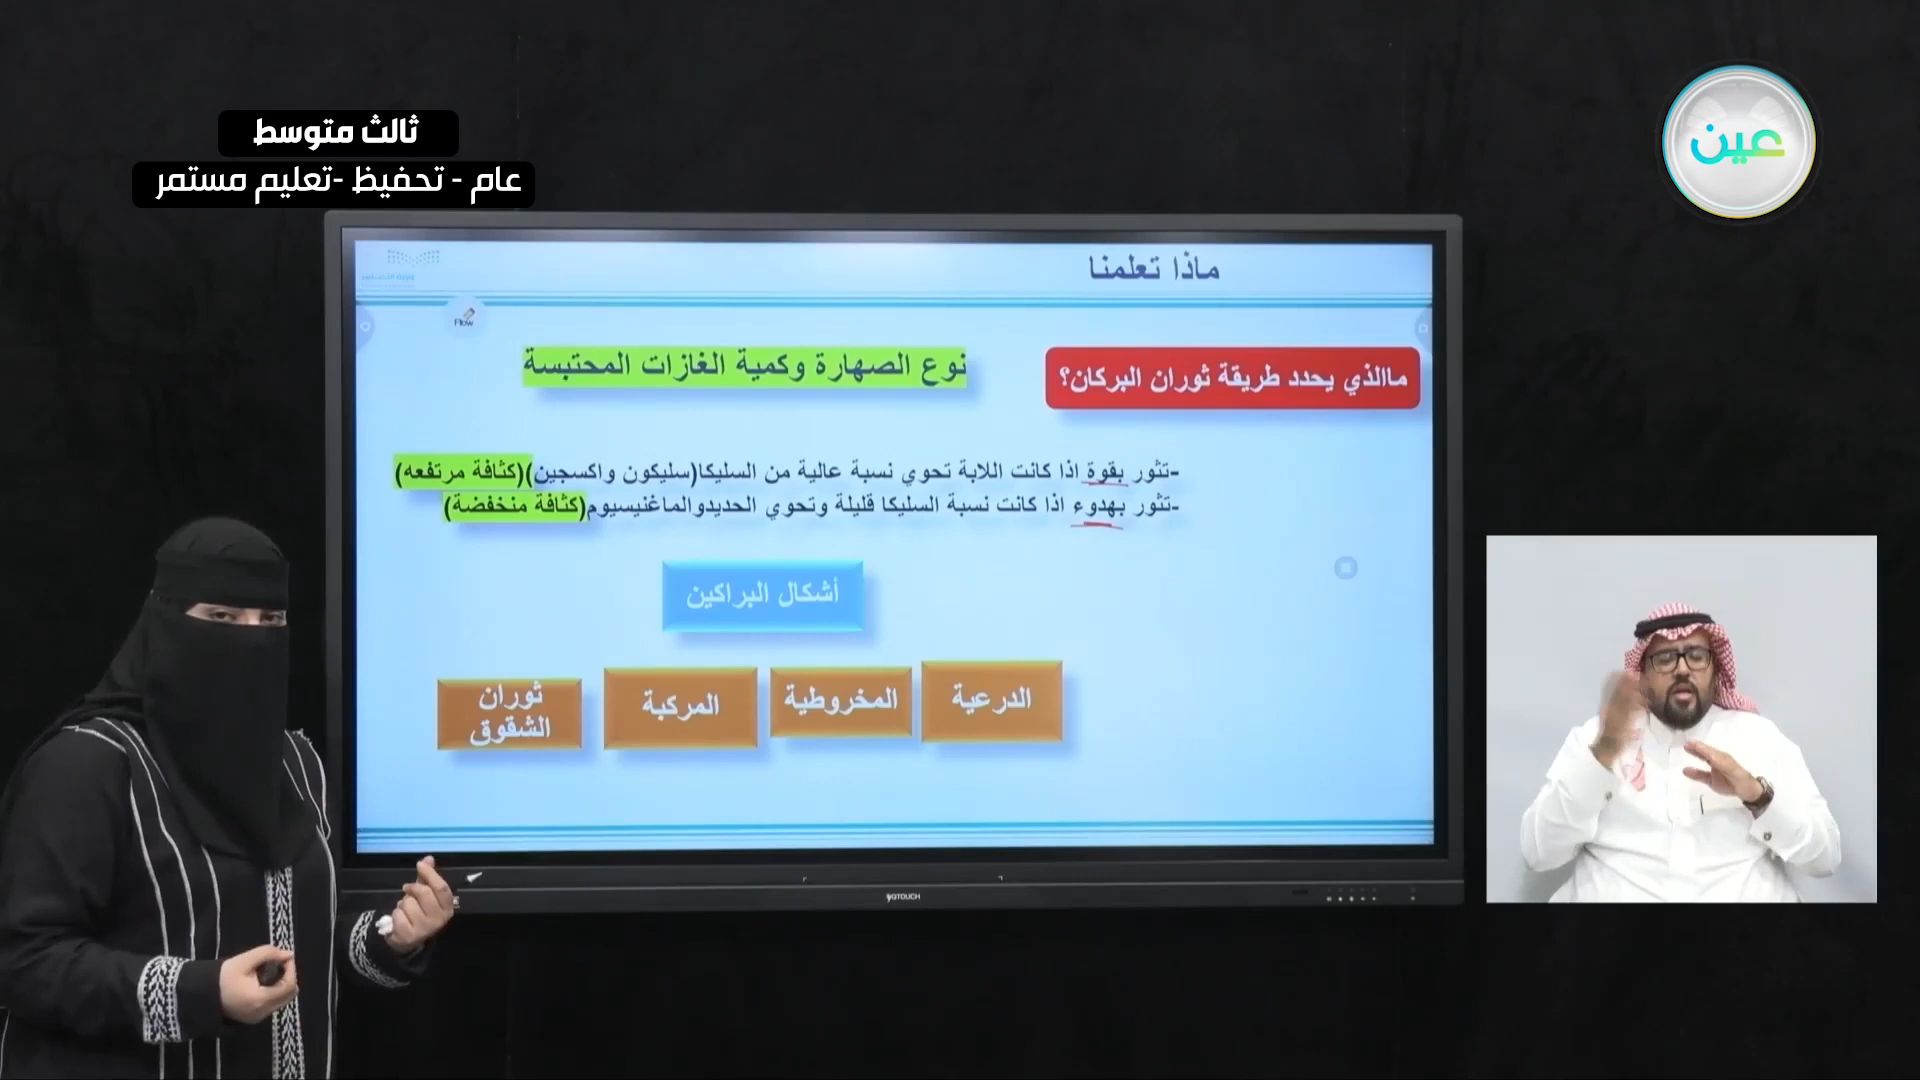 ثالث متوسط
عام - تحفيظ -تعليم مستمر
عين
ماذا تعلمنا
Flow
ماالذي يحدد طريقة ثوران البركان؟
نوع الصهارة وكمية الغازات المحتبسة
-تثور بقوة اذا كانت اللابة تحوي نسبة عالية من السليكا(سليكون واكسجين)(كثافة مرتفعه)
-تثور بهدوء اذا كانت نسبة السليكا قليلة وتحوي الحديدوالماغنيسيوم(كثافة منخفضة)
أشكال البراكين
الدرعية
المخروطية
المركبة
ثوران
الشقوق